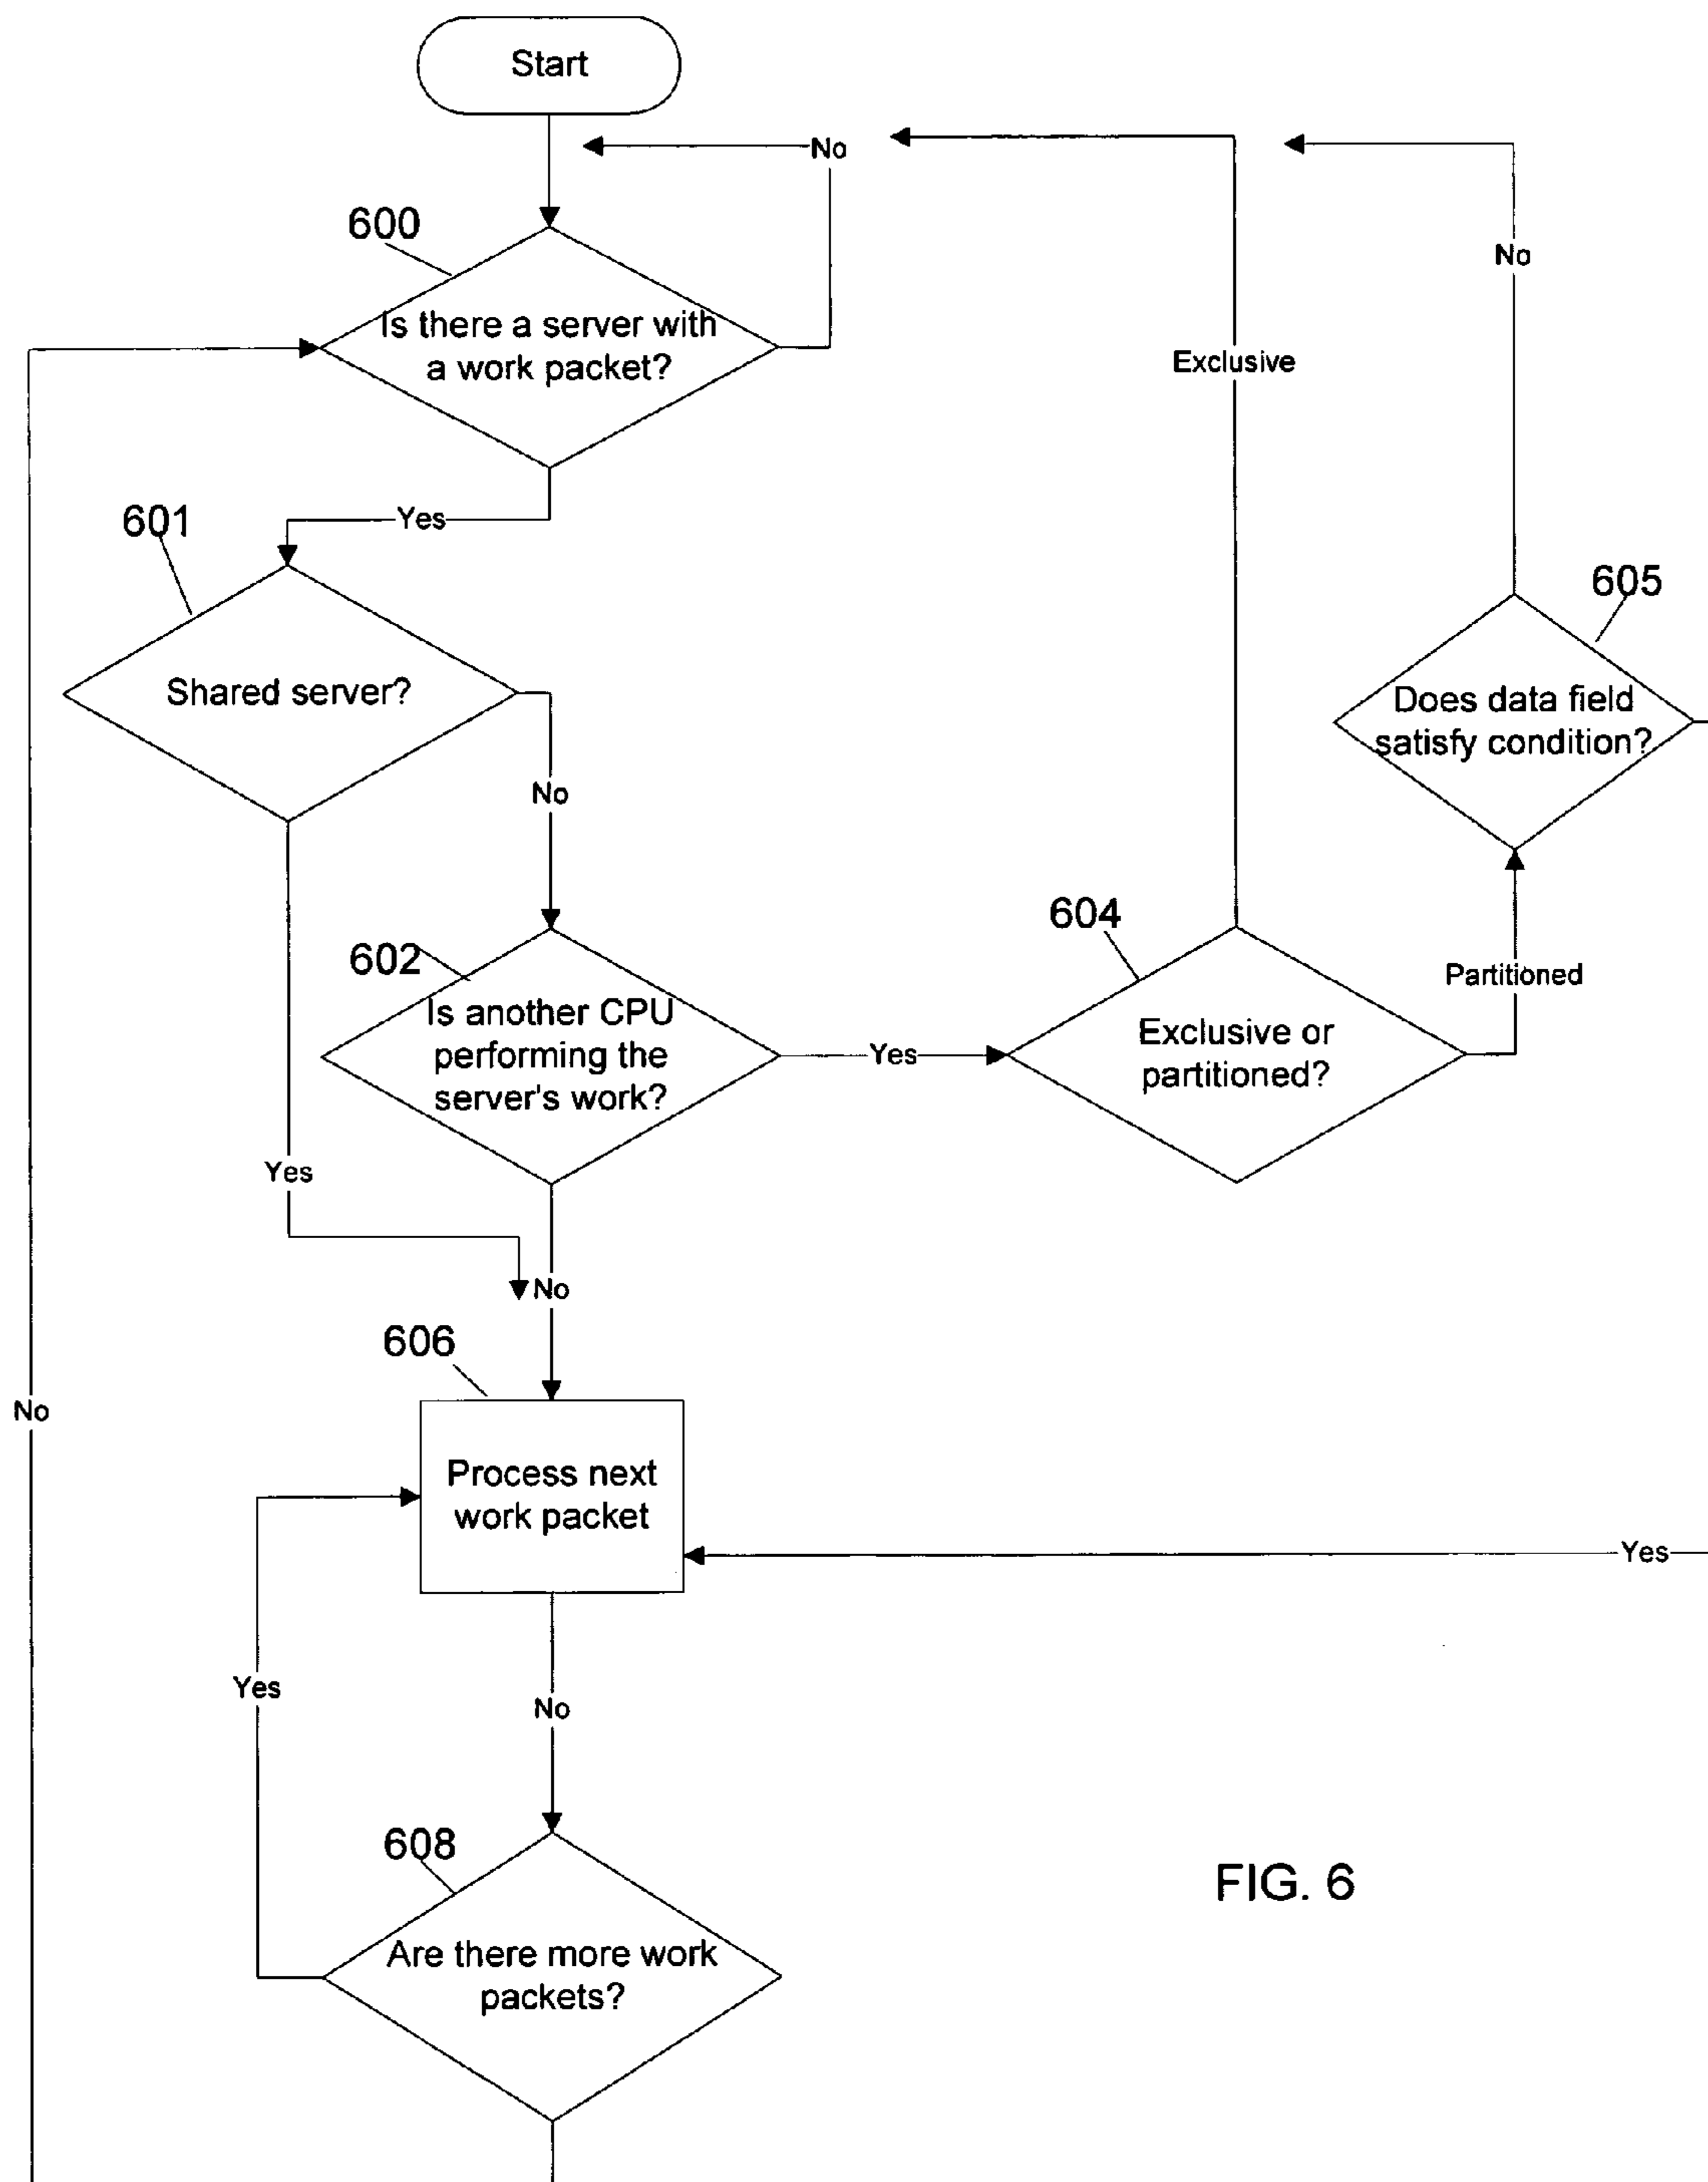 Start
No
600
Is there a server with
a work packet?
Exclusive
No
Yes
601
Shared server?
No
605
Does data field
satisfy condition?
602
Is another CPU
performing the
server's work?
Yes
604
Exclusive or
partitioned?
Partitioned
Yes
No
606
Process next
work packet
No
Yes
Yes
No
608
Are there more work
packets?
FIG. 6